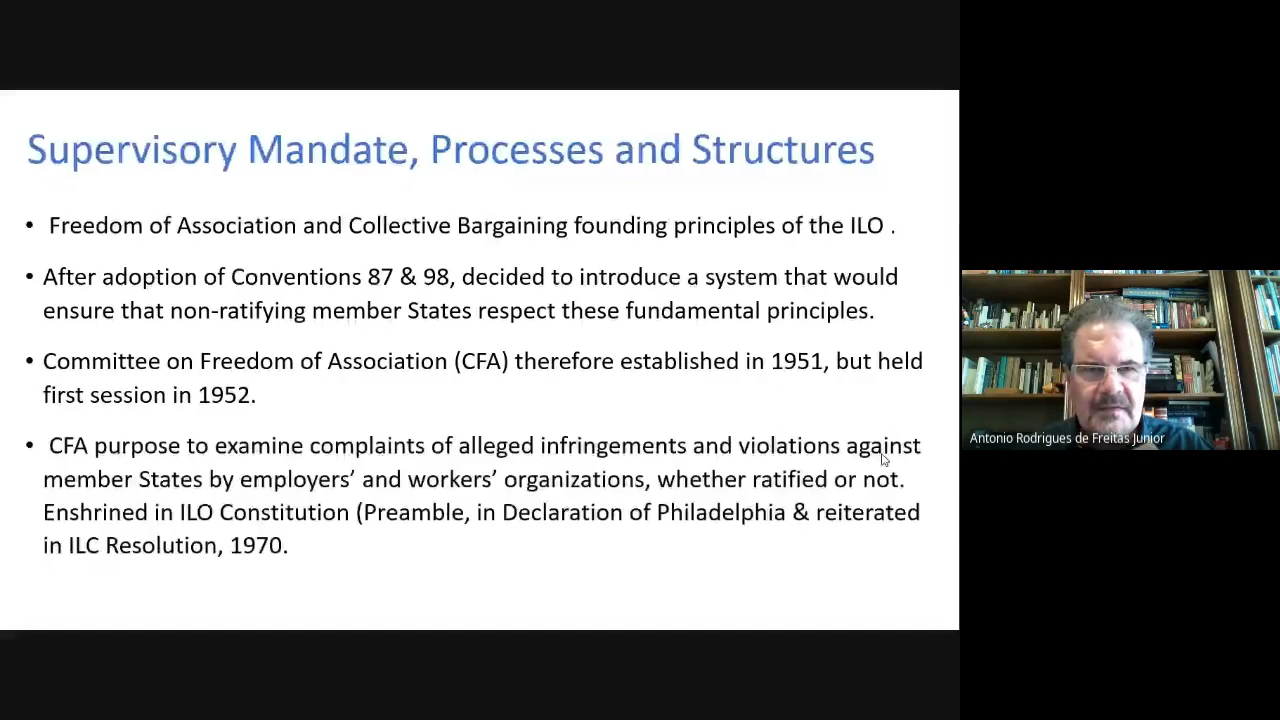 Supervisory Mandate, Processes and Structures
• Freedom of Association and Collective Bargaining founding principles of the ILO .
• After adoption of Conventions 87 & 98, decided to introduce a system that would
ensure that non-ratifying member States respect these fundamental principles.
• Committee on Freedom of Association (CFA) therefore established in 1951, but held
first session in 1952.
• CFA purpose to examine complaints of alleged infringements and violations against
member States by employers’ and workers’ organizations, whether ratified or not.
Enshrined in ILO Constitution (Preamble, in Declaration of Philadelphia & reiterated
in ILC Resolution, 1970.
Antonio Rodrigues de Freitas Junior